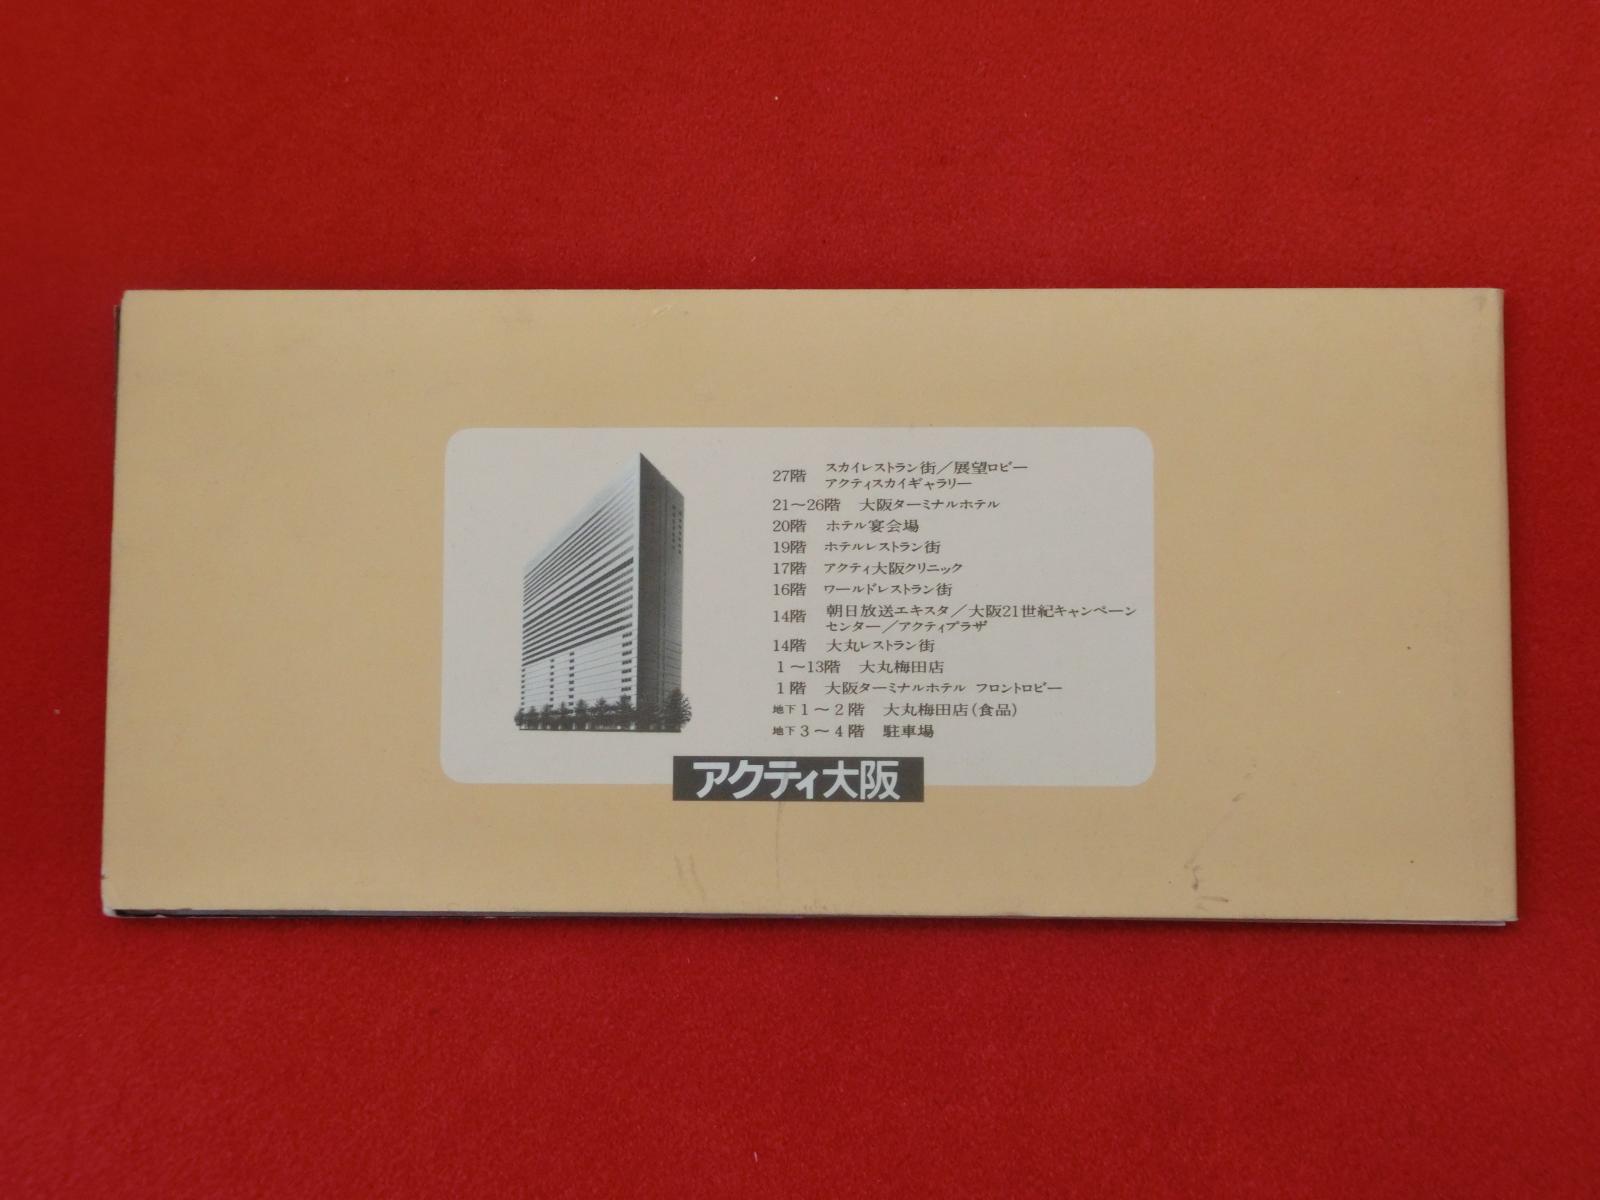 27階 スカイレストラン街／展望ロビー
アクティスカイギャラリー
21～26階 大阪ターミナルホテル
20階 ホテル宴会場
19階 ホテルレストラン街
17階 アクティ大阪クリニック
16階 ワールドレストラン街
14階 朝日放送エキスタ／大阪21世紀キャンペーン
センター／アクティプラザ
14階 大丸レストラン街
1～13階 大丸梅田店
1階 大阪ターミナルホテル フロントロビー
地下1～2階 大丸梅田店(食品)
地下3～4階 駐車場
アクティ大阪